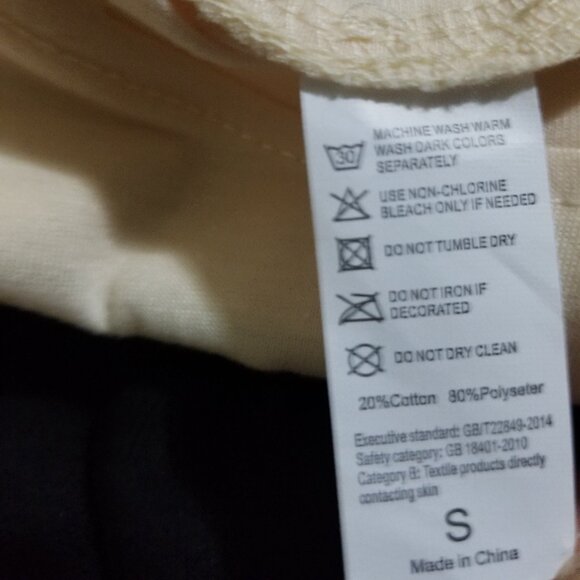 30
MACHINE WASH WARM
WASH DARK COLORS
SEPARATELY
USE NON-CHLORINE
BLEACH ONLY IF NEEDED
DO NOT TUMBLE DRY
DO NOT IRON IF
DECORATED
DO NOT DRY CLEAN
20%Cotton 80%Polyseter
Executive standard: GB/T22849-2014
Safety category: GB 18401-2010
Category B: Textile products directly
contacting skin
S
Made in China